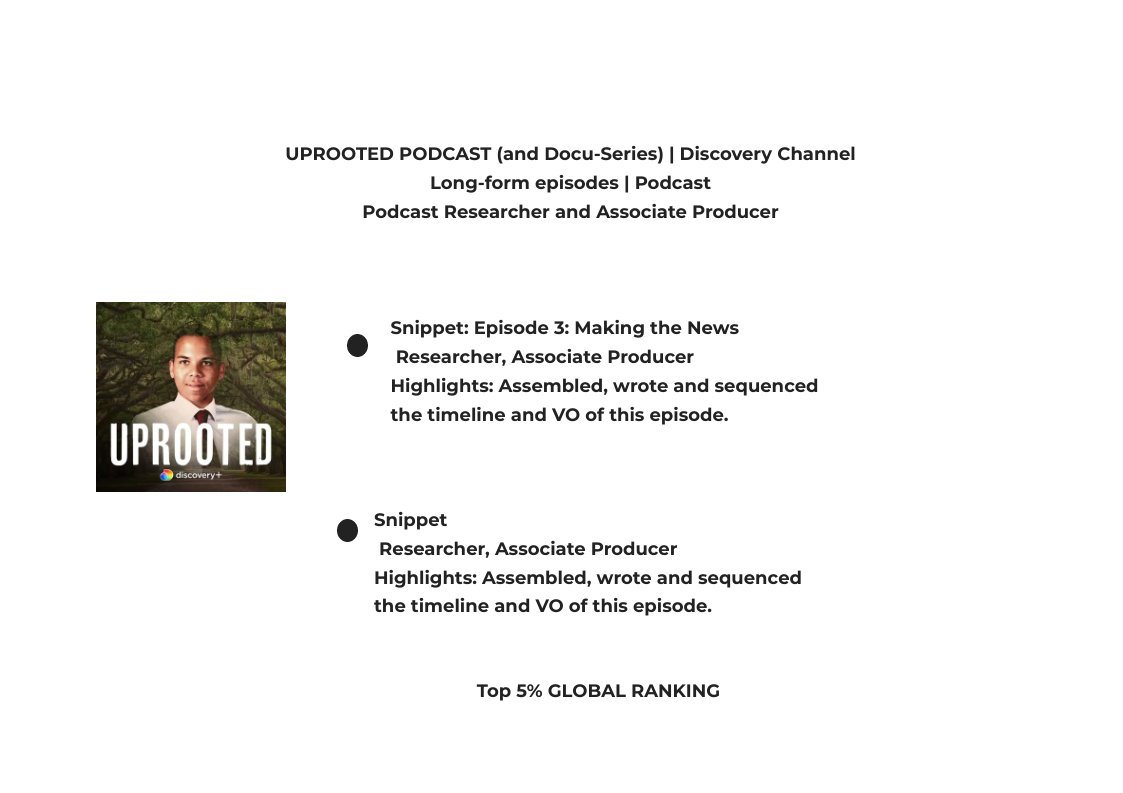 UPROOTED PODCAST (and Docu-Series) | Discovery Channel
Long-form episodes | Podcast
Podcast Researcher and Associate Producer
UPROOTED
discovery+
Snippet: Episode 3: Making the News
Researcher, Associate Producer
Highlights: Assembled, wrote and sequenced
the timeline and VO of this episode.
Snippet
Researcher, Associate Producer
Highlights: Assembled, wrote and sequenced
the timeline and VO of this episode.
Top 5% GLOBAL RANKING